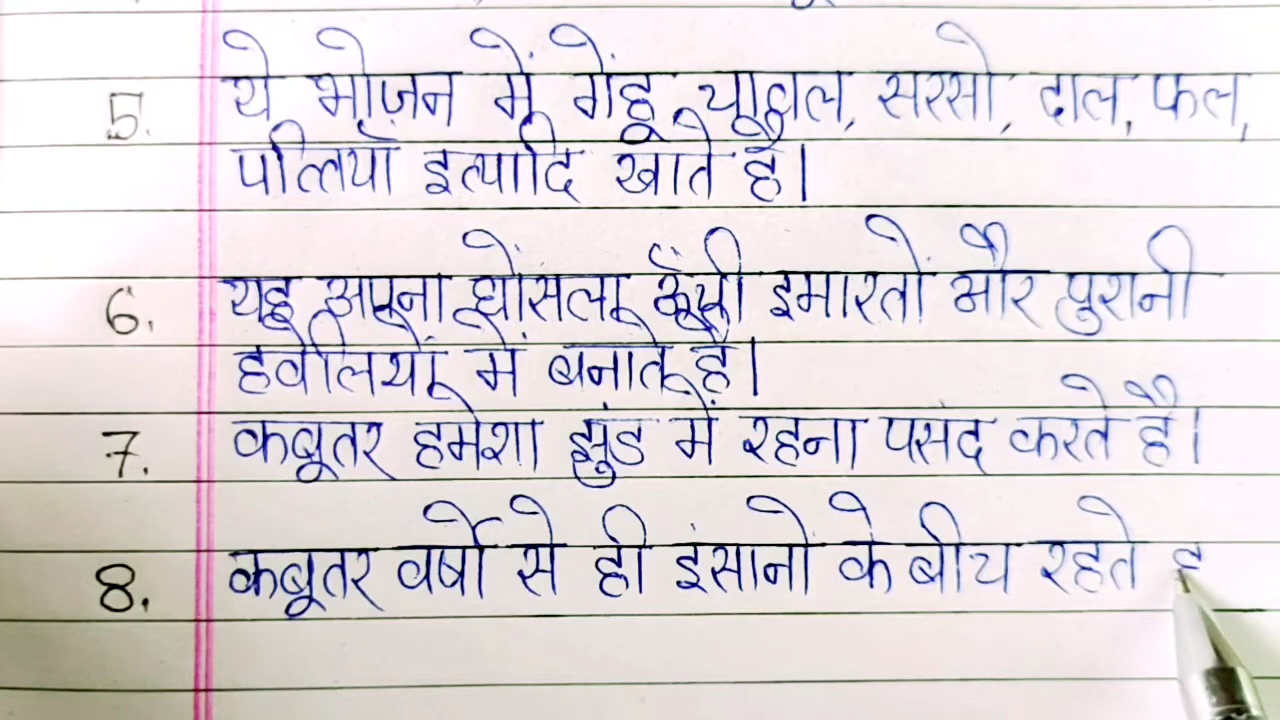 5. ये भोजन में गेंहू, चावल, सरसो, दाल, फल,
पत्तियाँ इत्यादि खाते है।
6. यह अपना घोंसला ऊँची इमारतों और पुरानी
हवेलियों में बनाते है।
7. कबूतर हमेशा झुंड में रहना पसंद करते है।
8. कबूतर वर्षो से ही इंसानो के बीच रहते ह